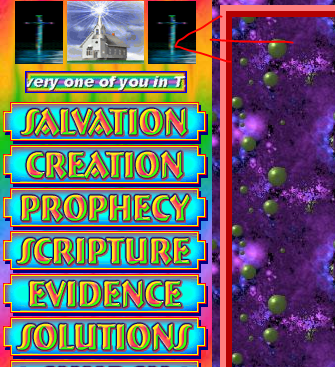 very one of you in T
SALVATION
CREATION
PROPHECY
SCRIPTURE
EVIDENCE
SOLUTIONS